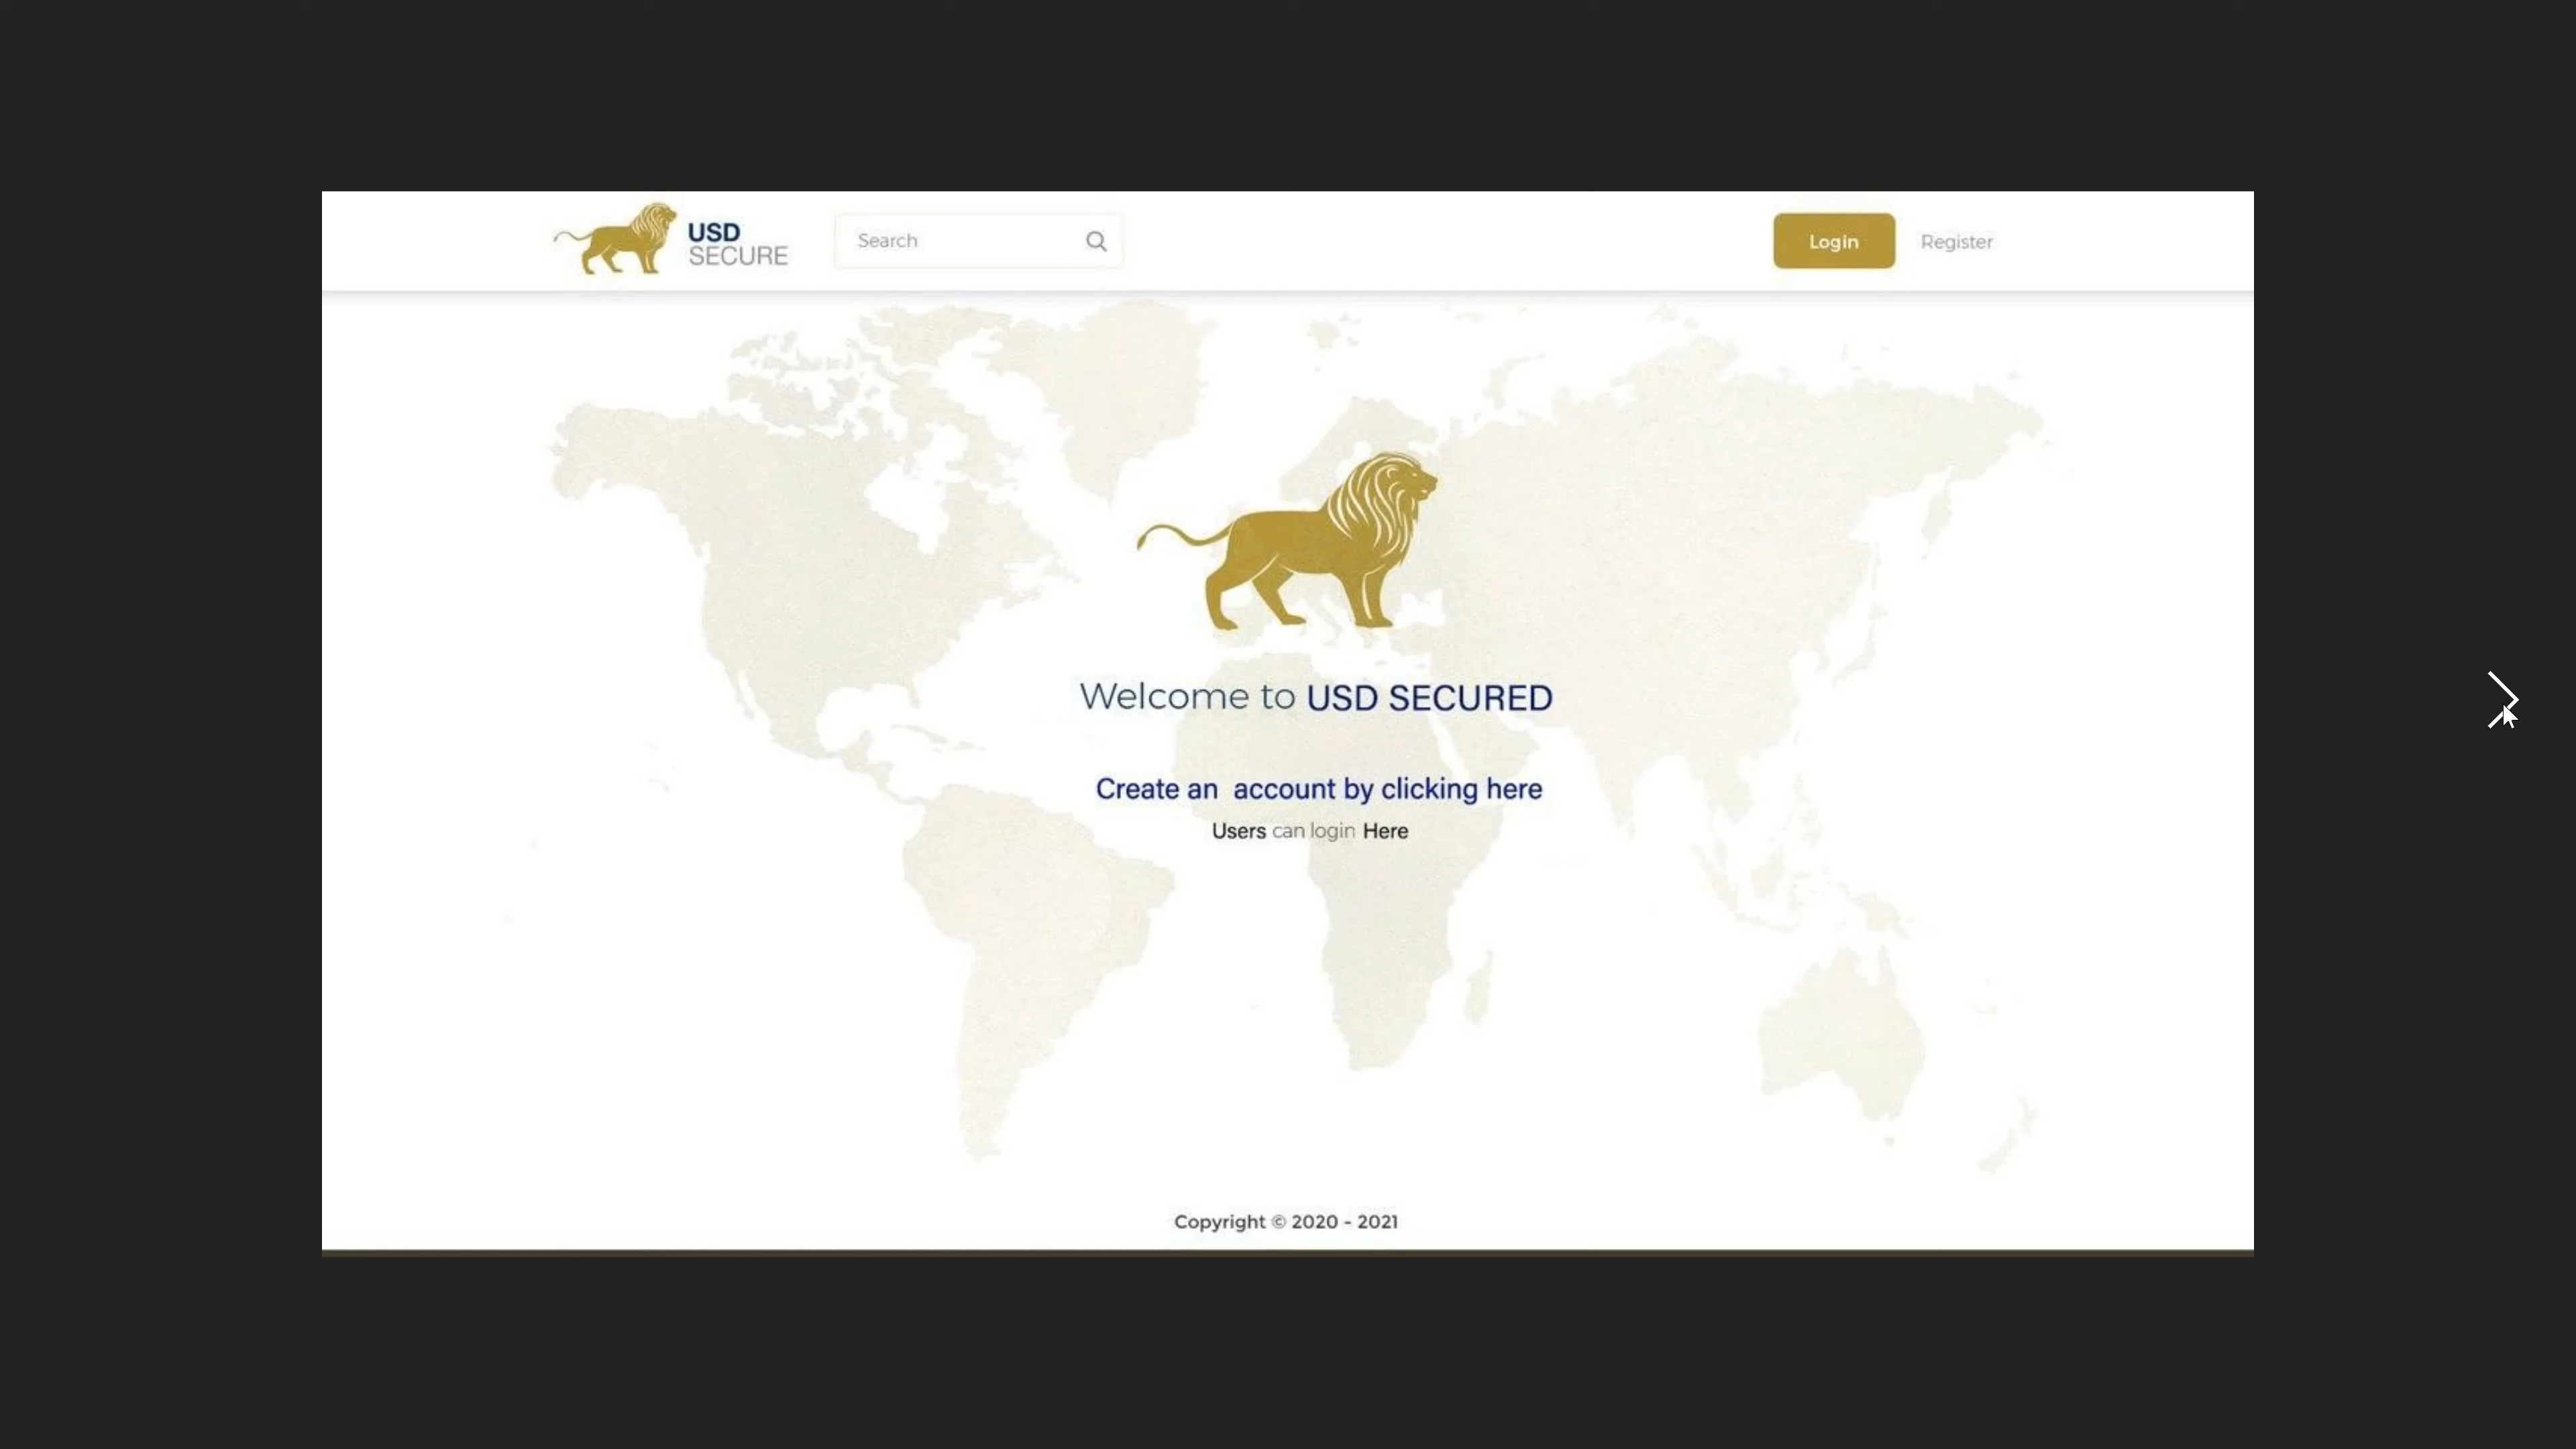 USD
SECURE
Search
Login
Register
Welcome to USD SECURED
Create an  account by clicking here
Users can login Here
Copyright © 2020 - 2021